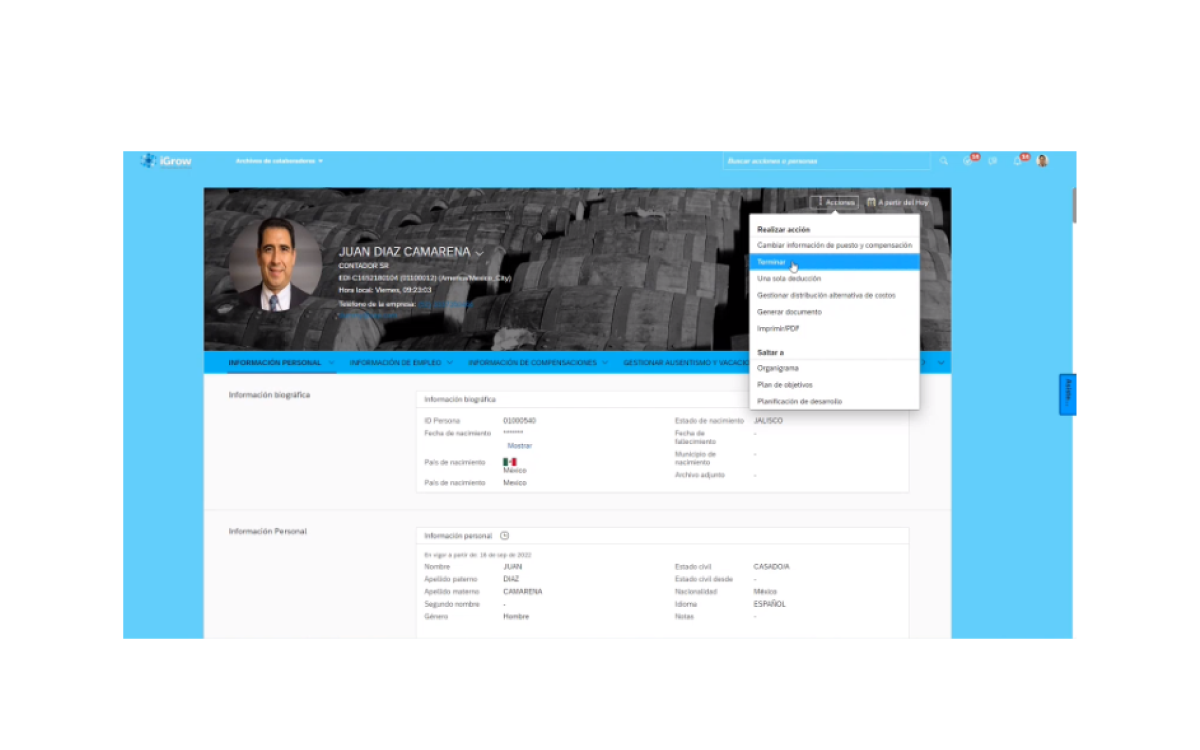 iGrow
Archivos de colaboradores
Buscar acciones o personas
Acciones
A partir del Hoy
JUAN DIAZ CAMARENA
CONTADOR SR
EDI-C1652180104 (01100012) (America/Mexico_City)
Hora local: Viernes, 09:23:03
Teléfono de la empresa:
Realizar acción
Cambiar información de puesto y compensación
Terminar
Una sola deducción
Gestionar distribución alternativa de costos
Generar documento
Imprimir/PDF
Saltar a
Organigrama
Plan de objetivos
Planificación de desarrollo
INFORMACIÓN PERSONAL
INFORMACIÓN DE EMPLEO
INFORMACIÓN DE COMPENSACIONES
GESTIONAR AUSENTISMO Y VACACIO
Información biográfica
Información biográfica
ID Persona 01000540
Estado de nacimiento JALISCO
Fecha de nacimiento *******
Mostrar
Fecha de fallecimiento -
Municipio de nacimiento -
País de nacimiento México
Archivo adjunto -
País de nacimiento Mexico
Información Personal
Información personal
En vigor a partir de: 16 de sep de 2022
Nombre JUAN
Estado civil CASADO/A
Apellido paterno DIAZ
Estado civil desde -
Apellido materno CAMARENA
Nacionalidad México
Segundo nombre -
Idioma ESPAÑOL
Género Hombre
Notas -